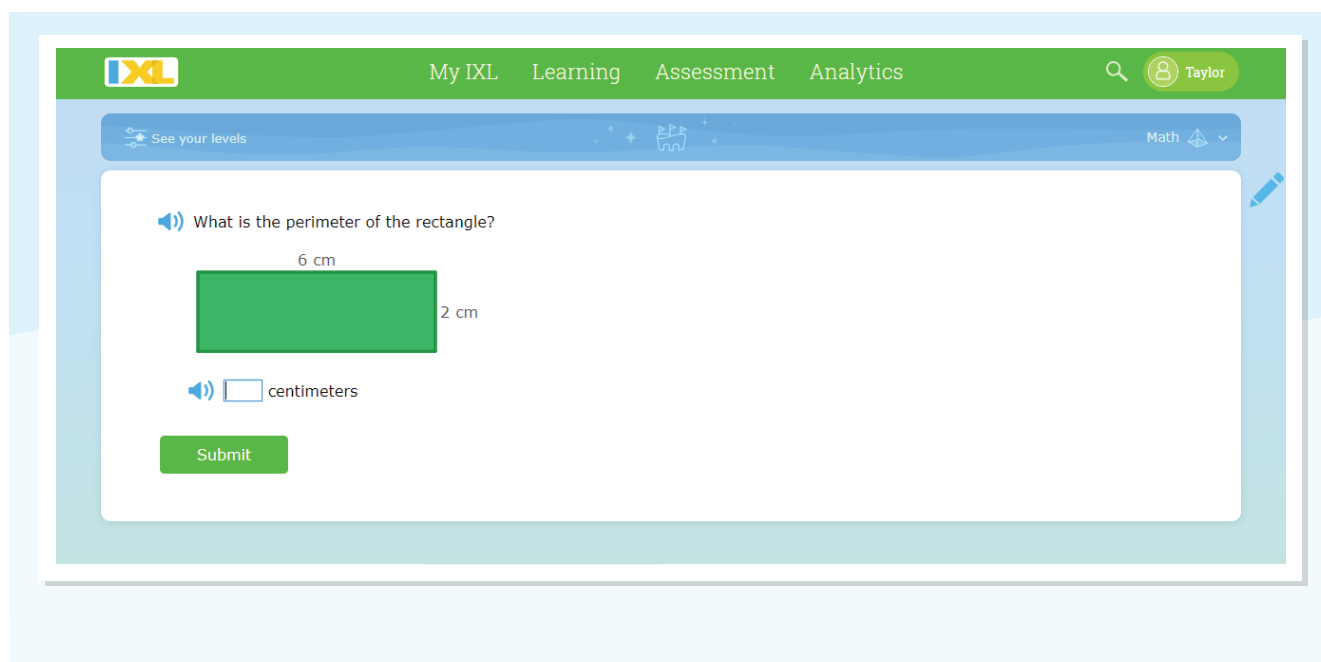 IXL
My IXL Learning Assessment Analytics
Taylor
See your levels
Math
What is the perimeter of the rectangle?
6 cm
2 cm
centimeters
Submit